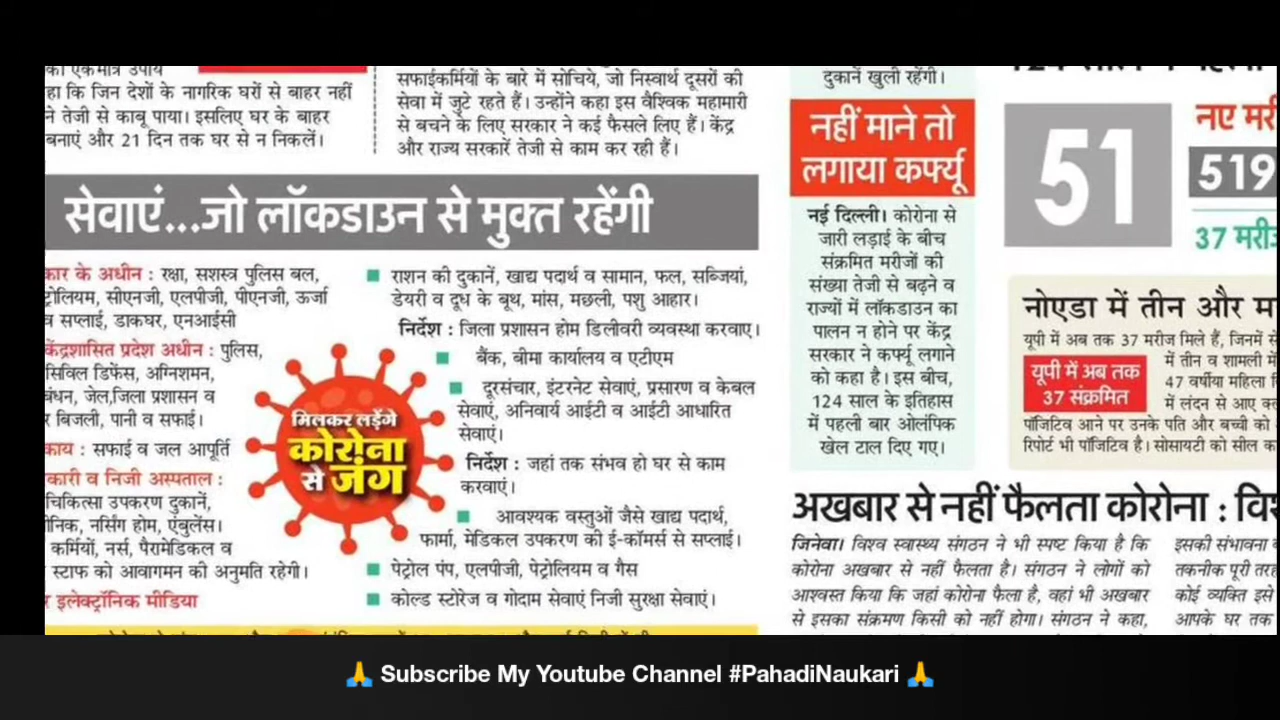 का एकमात्र उपाय
हा कि जिन देशों के नागरिक घरों से बाहर नहीं
ने तेजी से काबू पाया। इसलिए घर के बाहर
बनाएं और 21 दिन तक घर से न निकलें।
सफाईकर्मियों के बारे में सोचिये, जो निस्वार्थ दूसरों की
सेवा में जुटे रहते हैं। उन्होंने कहा इस वैश्विक महामारी
से बचने के लिए सरकार ने कई फैसले लिए हैं। केंद्र
और राज्य सरकारें तेजी से काम कर रही हैं।
सेवाएं...जो लॉकडाउन से मुक्त रहेंगी
कार के अधीन : रक्षा, सशस्त्र पुलिस बल,
ट्रोलियम, सीएनजी, एलपीजी, पीएनजी, ऊर्जा
व सप्लाई, डाकघर, एनआईसी
केंद्रशासित प्रदेश अधीन : पुलिस,
सिविल डिफेंस, अग्निशमन,
बंधन, जेल,जिला प्रशासन व
र बिजली, पानी व सफाई।
काय : सफाई व जल आपूर्ति
कारी व निजी अस्पताल :
चिकित्सा उपकरण दुकानें,
ीनिक, नर्सिंग होम, एंबुलेंस।
कर्मियों, नर्स, पैरामेडिकल व
स्टाफ को आवागमन की अनुमति रहेगी।
र इलेक्ट्रॉनिक मीडिया
मिलकर लड़ेंगे
कोरोना
से जंग
राशन की दुकानें, खाद्य पदार्थ व सामान, फल, सब्जियां,
डेयरी व दूध के बूथ, मांस, मछली, पशु आहार।
निर्देश : जिला प्रशासन होम डिलीवरी व्यवस्था करवाए।
बैंक, बीमा कार्यालय व एटीएम
दूरसंचार, इंटरनेट सेवाएं, प्रसारण व केबल
सेवाएं, अनिवार्य आईटी व आईटी आधारित
सेवाएं।
निर्देश : जहां तक संभव हो घर से काम
करवाएं।
आवश्यक वस्तुओं जैसे खाद्य पदार्थ,
फार्मा, मेडिकल उपकरण की ई-कॉमर्स से सप्लाई।
पेट्रोल पंप, एलपीजी, पेट्रोलियम व गैस
कोल्ड स्टोरेज व गोदाम सेवाएं निजी सुरक्षा सेवाएं।
दुकानें खुली रहेंगी।
नहीं माने तो
लगाया कर्फ्यू
नई दिल्ली। कोरोना से
जारी लड़ाई के बीच
संक्रमित मरीजों की
संख्या तेजी से बढ़ने व
राज्यों में लॉकडाउन का
पालन न होने पर केंद्र
सरकार ने कर्फ्यू लगाने
को कहा है। इस बीच,
124 साल के इतिहास
में पहली बार ओलंपिक
खेल टाल दिए गए।
51
नए मरी
519
37 मरीज
नोएडा में तीन और म
यूपी में अब तक 37 मरीज मिले हैं, जिनमें से
यूपी में अब तक
37 संक्रमित
में तीन व शामली में
47 वर्षीया महिला
में लंदन से आए
पॉजिटिव आने पर उनके पति और बच्ची को
रिपोर्ट भी पॉजिटिव है। सोसायटी को सील क
अखबार से नहीं फैलता कोरोना : विश
जिनेवा। विश्व स्वास्थ्य संगठन ने भी स्पष्ट किया है कि
कोरोना अखबार से नहीं फैलता है। संगठन ने लोगों को
आश्वस्त किया कि जहां कोरोना फैला है, वहां भी अखबार
से इसका संक्रमण किसी को नहीं होगा। संगठन ने कहा,
इसकी संभावना
तकनीक पूरी तरह
कोई व्यक्ति इसे
आपके घर तक
🙏 Subscribe My Youtube Channel #PahadiNaukari 🙏